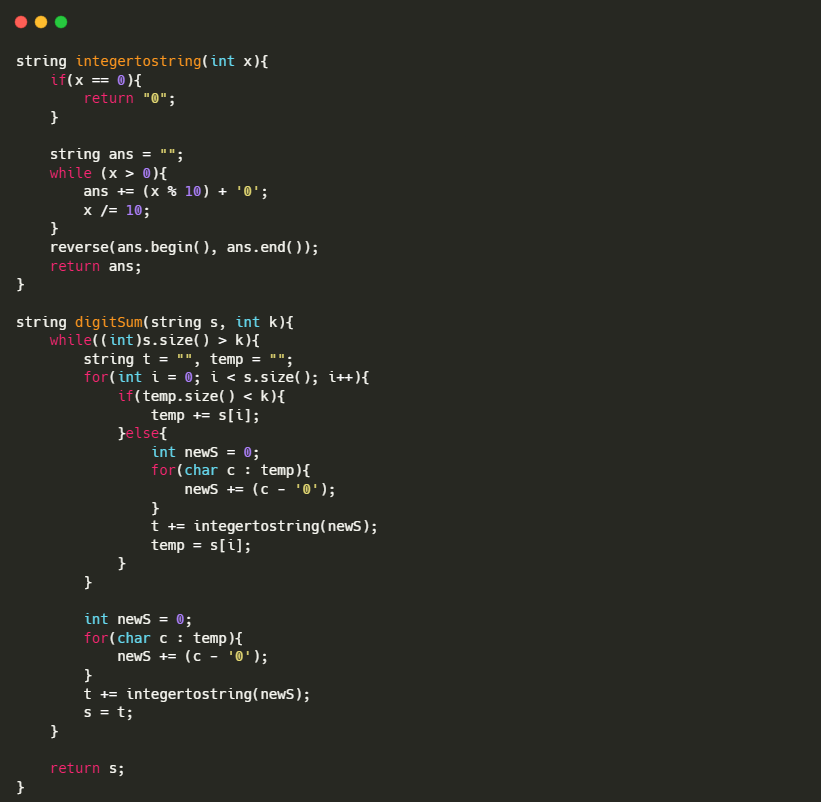 string integertostring(int x){
    if(x == 0){
        return "0";
    }

    string ans = "";
    while (x > 0){
        ans += (x % 10) + '0';
        x /= 10;
    }
    reverse(ans.begin(), ans.end());
    return ans;
}

string digitSum(string s, int k){
    while((int)s.size() > k){
        string t = "", temp = "";
        for(int i = 0; i < s.size(); i++){
            if(temp.size() < k){
                temp += s[i];
            }else{
                int newS = 0;
                for(char c : temp){
                    newS += (c - '0');
                }
                t += integertostring(newS);
                temp = s[i];
            }
        }

        int newS = 0;
        for(char c : temp){
            newS += (c - '0');
        }
        t += integertostring(newS);
        s = t;
    }

    return s;
}